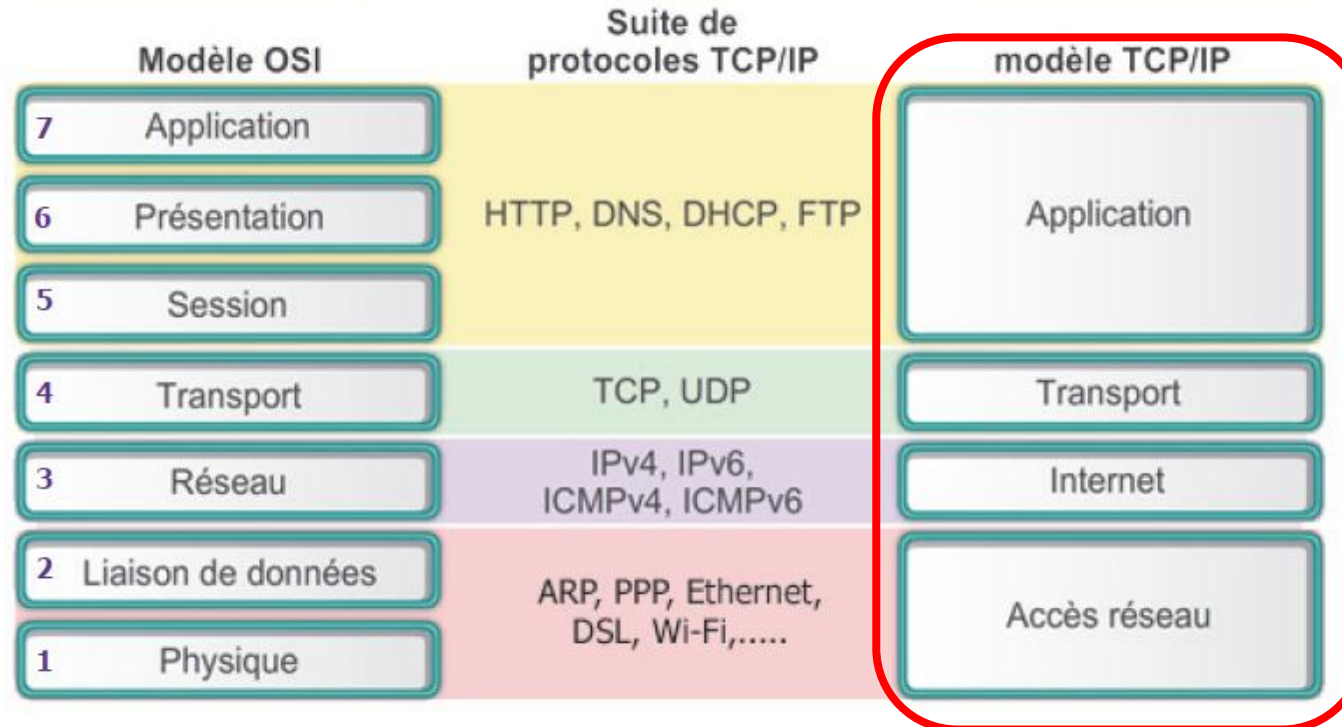 Modèle OSI
Suite de
protocoles TCP/IP
modèle TCP/IP
7 Application
6 Présentation
5 Session
HTTP, DNS, DHCP, FTP
Application
4 Transport
TCP, UDP
Transport
3 Réseau
IPv4, IPv6,
ICMPv4, ICMPv6
Internet
2 Liaison de données
1 Physique
ARP, PPP, Ethernet,
DSL, Wi-Fi,.....
Accès réseau